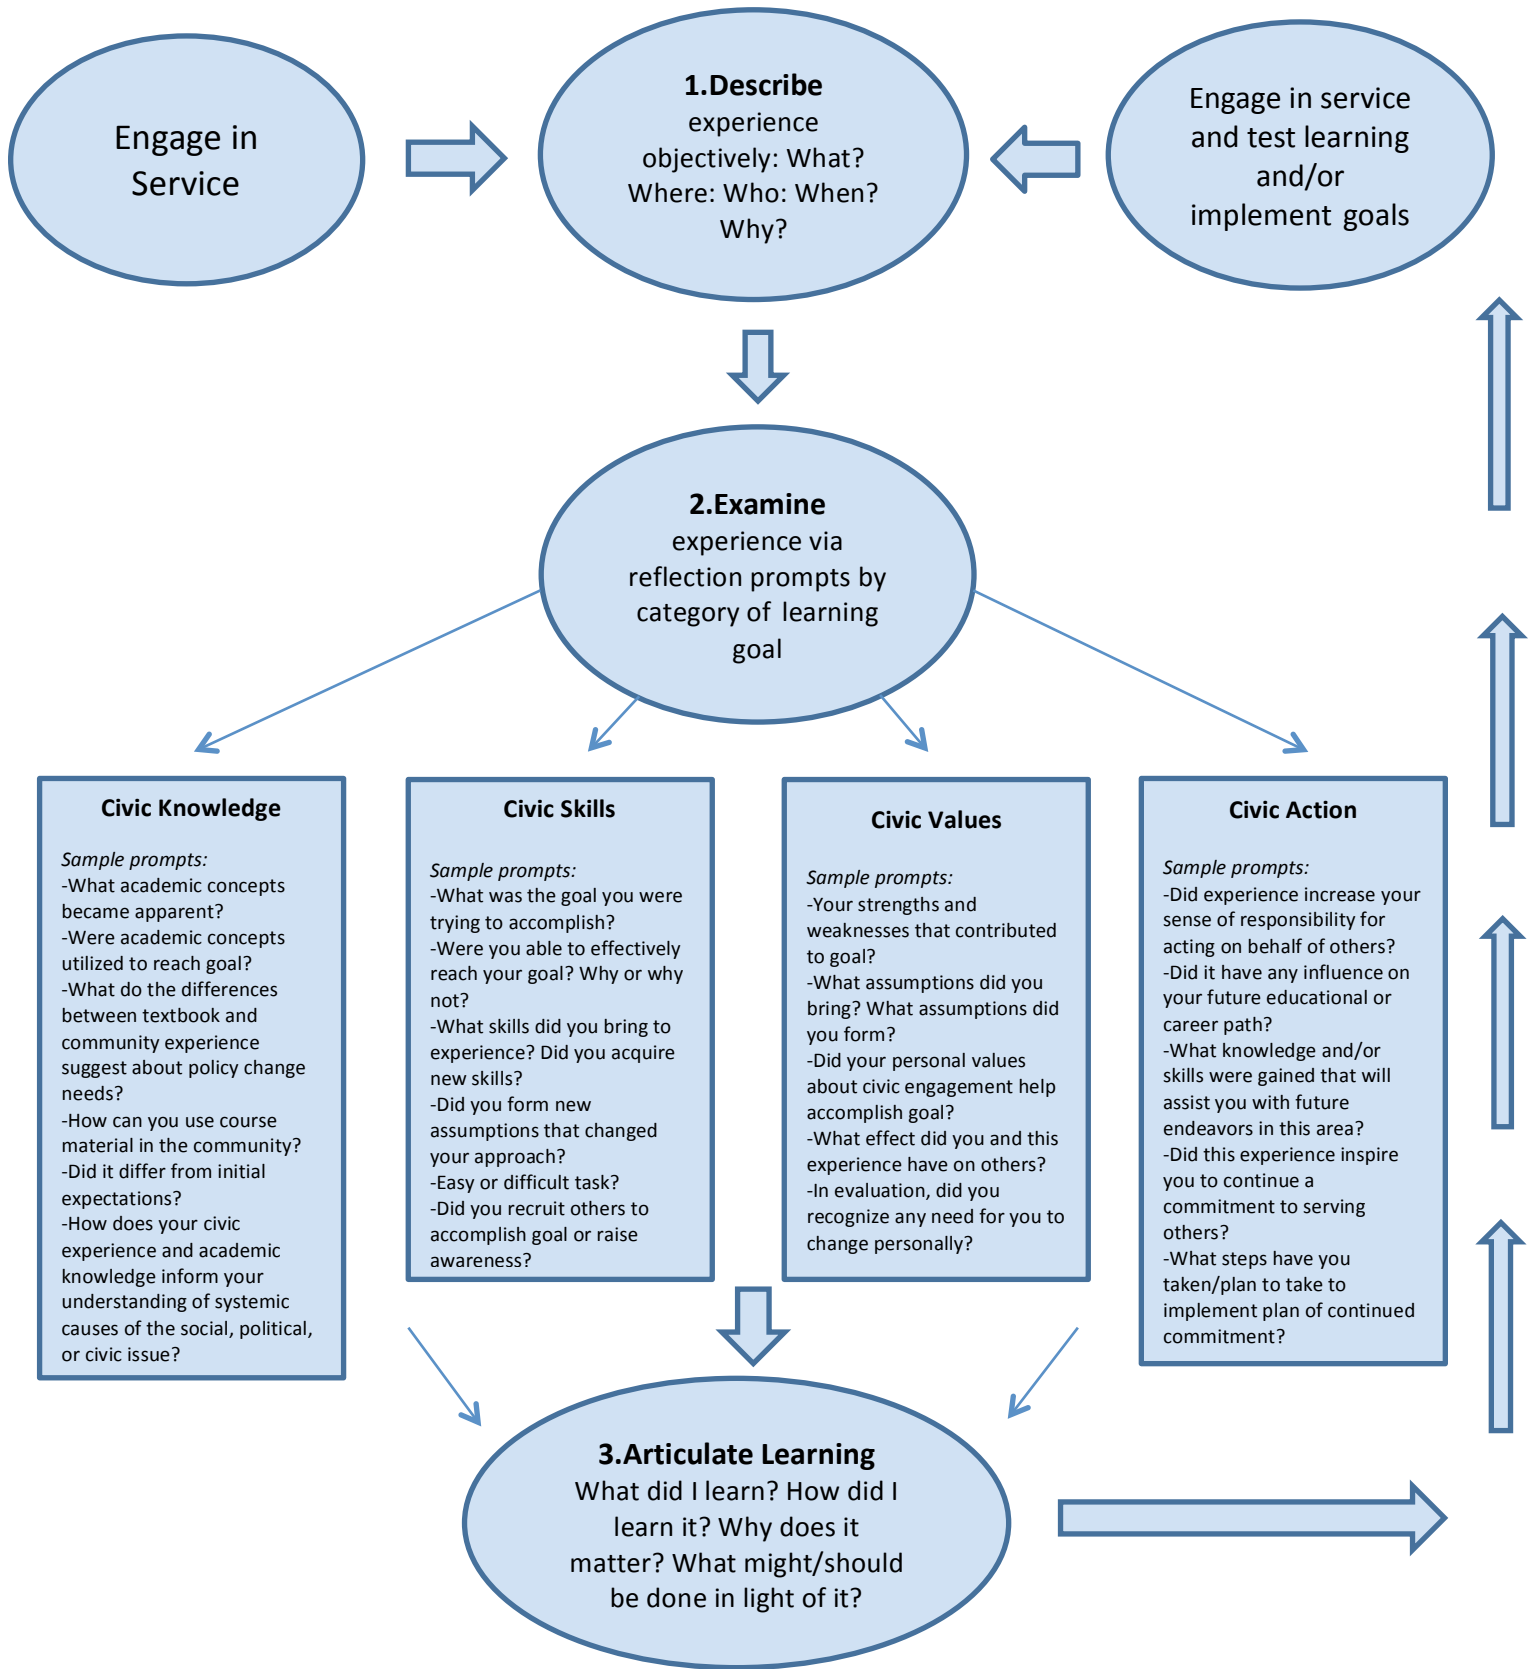 Engage in
Service
1.Describe
experience
objectively: What?
Where: Who: When?
Why?
Engage in service
and test learning
and/or
implement goals
2.Examine
experience via
reflection prompts by
category of learning
goal
Civic Knowledge
Sample prompts:
-What academic concepts
became apparent?
-Were academic concepts
utilized to reach goal?
-What do the differences
between textbook and
community experience
suggest about policy change
needs?
-How can you use course
material in the community?
-Did it differ from initial
expectations?
-How does your civic
experience and academic
knowledge inform your
understanding of systemic
causes of the social, political,
or civic issue?
Civic Skills
Sample prompts:
-What was the goal you were
trying to accomplish?
-Were you able to effectively
reach your goal? Why or why
not?
-What skills did you bring to
experience? Did you acquire
new skills?
-Did you form new
assumptions that changed
your approach?
-Easy or difficult task?
-Did you recruit others to
accomplish goal or raise
awareness?
Civic Values
Sample prompts:
-Your strengths and
weaknesses that contributed
to goal?
-What assumptions did you
bring? What assumptions did
you form?
-Did your personal values
about civic engagement help
accomplish goal?
-What effect did you and this
experience have on others?
-In evaluation, did you
recognize any need for you to
change personally?
Civic Action
Sample prompts:
-Did experience increase your
sense of responsibility for
acting on behalf of others?
-Did it have any influence on
your future educational or
career path?
-What knowledge and/or
skills were gained that will
assist you with future
endeavors in this area?
-Did this experience inspire
you to continue a
commitment to serving
others?
-What steps have you
taken/plan to take to
implement plan of continued
commitment?
3.Articulate Learning
What did I learn? How did I
learn it? Why does it
matter? What might/should
be done in light of it?